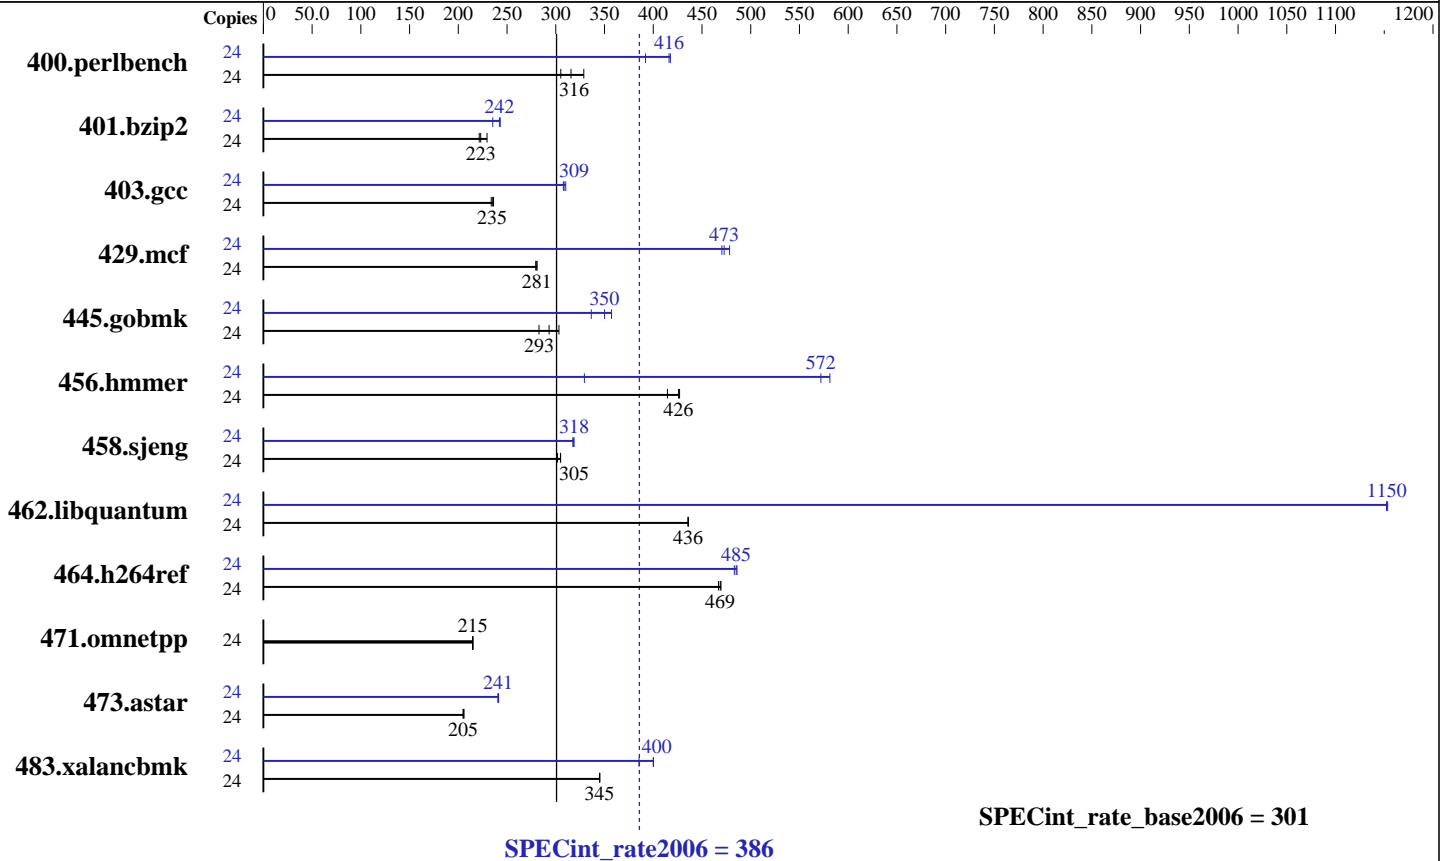 Copies 0 50.0 100 150 200 250 300 350 400 450 500 550 600 650 700 750 800 850 900 950 1000 1050 1100 1200
400.perlbench 24 416
24 316
401.bzip2 24 242
24 223
403.gcc 24 309
24 235
429.mcf 24 473
24 281
445.gobmk 24 350
24 293
456.hmmer 24 572
24 426
458.sjeng 24 318
24 305
462.libquantum 24 1150
24 436
464.h264ref 24 485
24 469
471.omnetpp 24 215
473.astar 24 241
24 205
483.xalancbmk 24 400
24 345
SPECint_rate_base2006 = 301
SPECint_rate2006 = 386